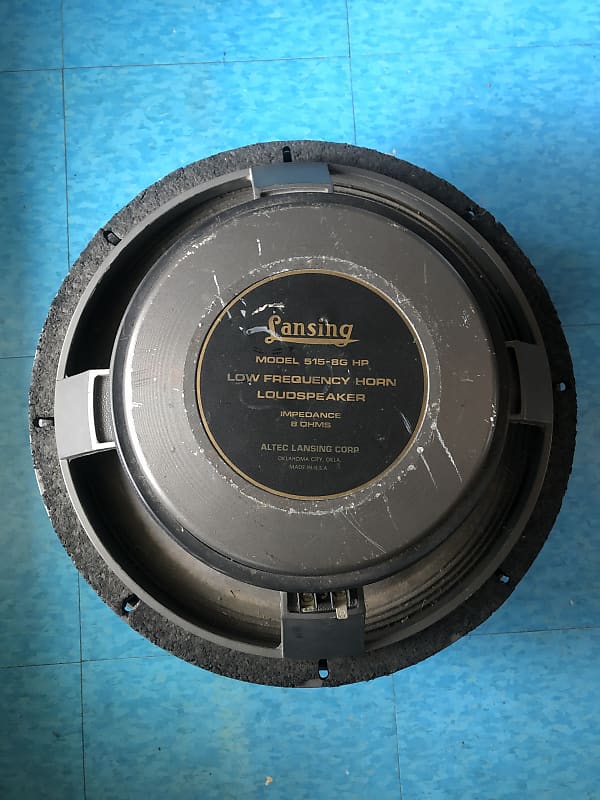 Lansing
MODEL 515-8G HP
LOW FREQUENCY HORN
LOUDSPEAKER
IMPEDANCE
8 OHMS
ALTEC LANSING CORP
OKLAHOMA CITY, OKLA.
MADE IN U.S.A.